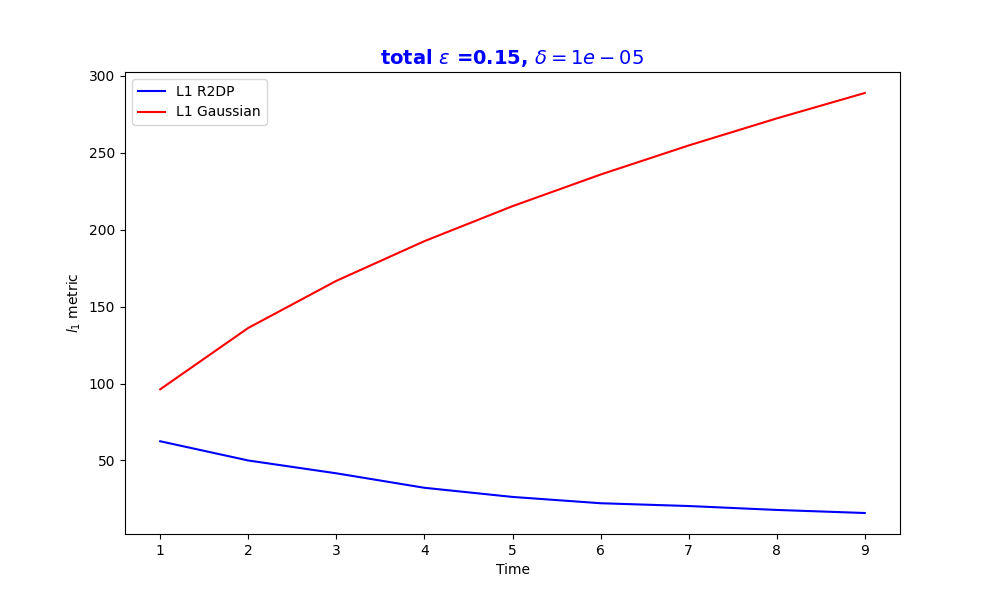 total ε =0.15, δ = 1e − 05
L1 R2DP
L1 Gaussian
300
250
200
150
100
50
l₁ metric
1 2 3 4 5 6 7 8 9
Time